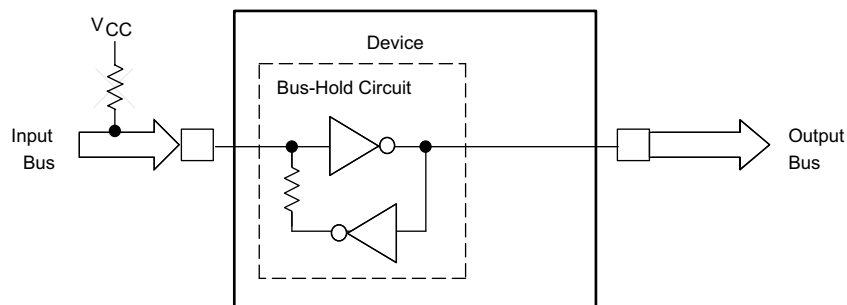 VCC
Device
Bus-Hold Circuit
Input
Bus
Output
Bus